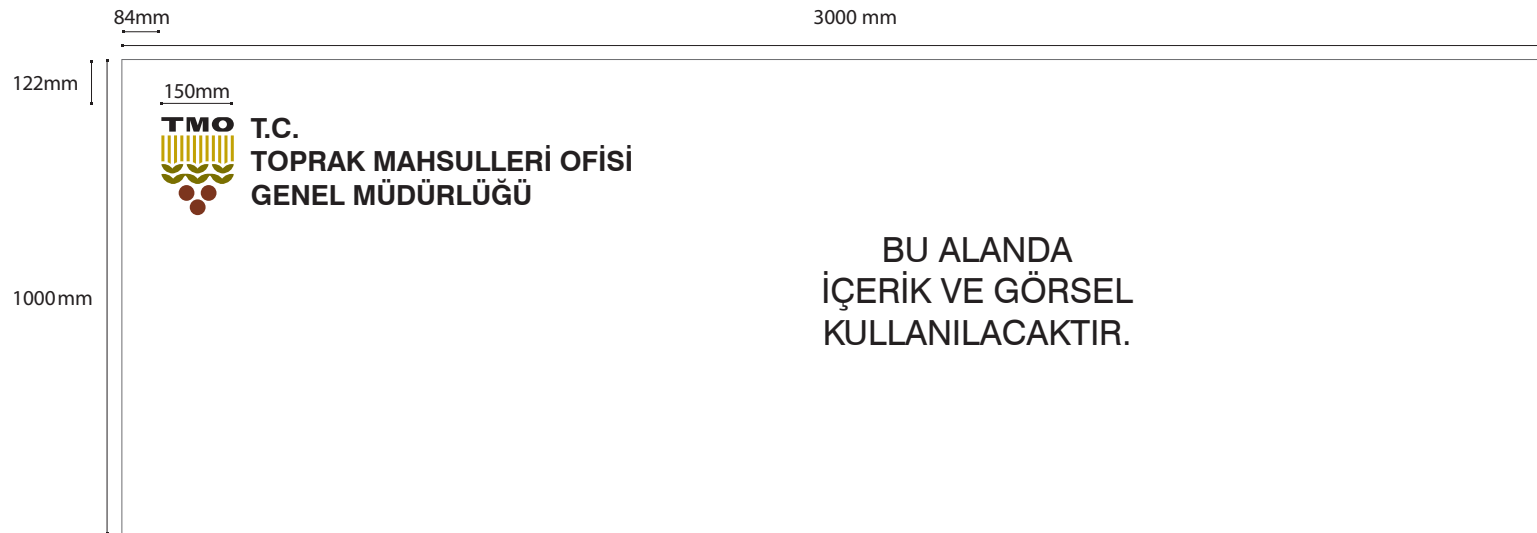 84mm
3000 mm
122mm
150mm
TMO
T.C.
TOPRAK MAHSULLERİ OFİSİ
GENEL MÜDÜRLÜĞÜ
BU ALANDA
İÇERİK VE GÖRSEL
KULLANILACAKTIR.
1000mm